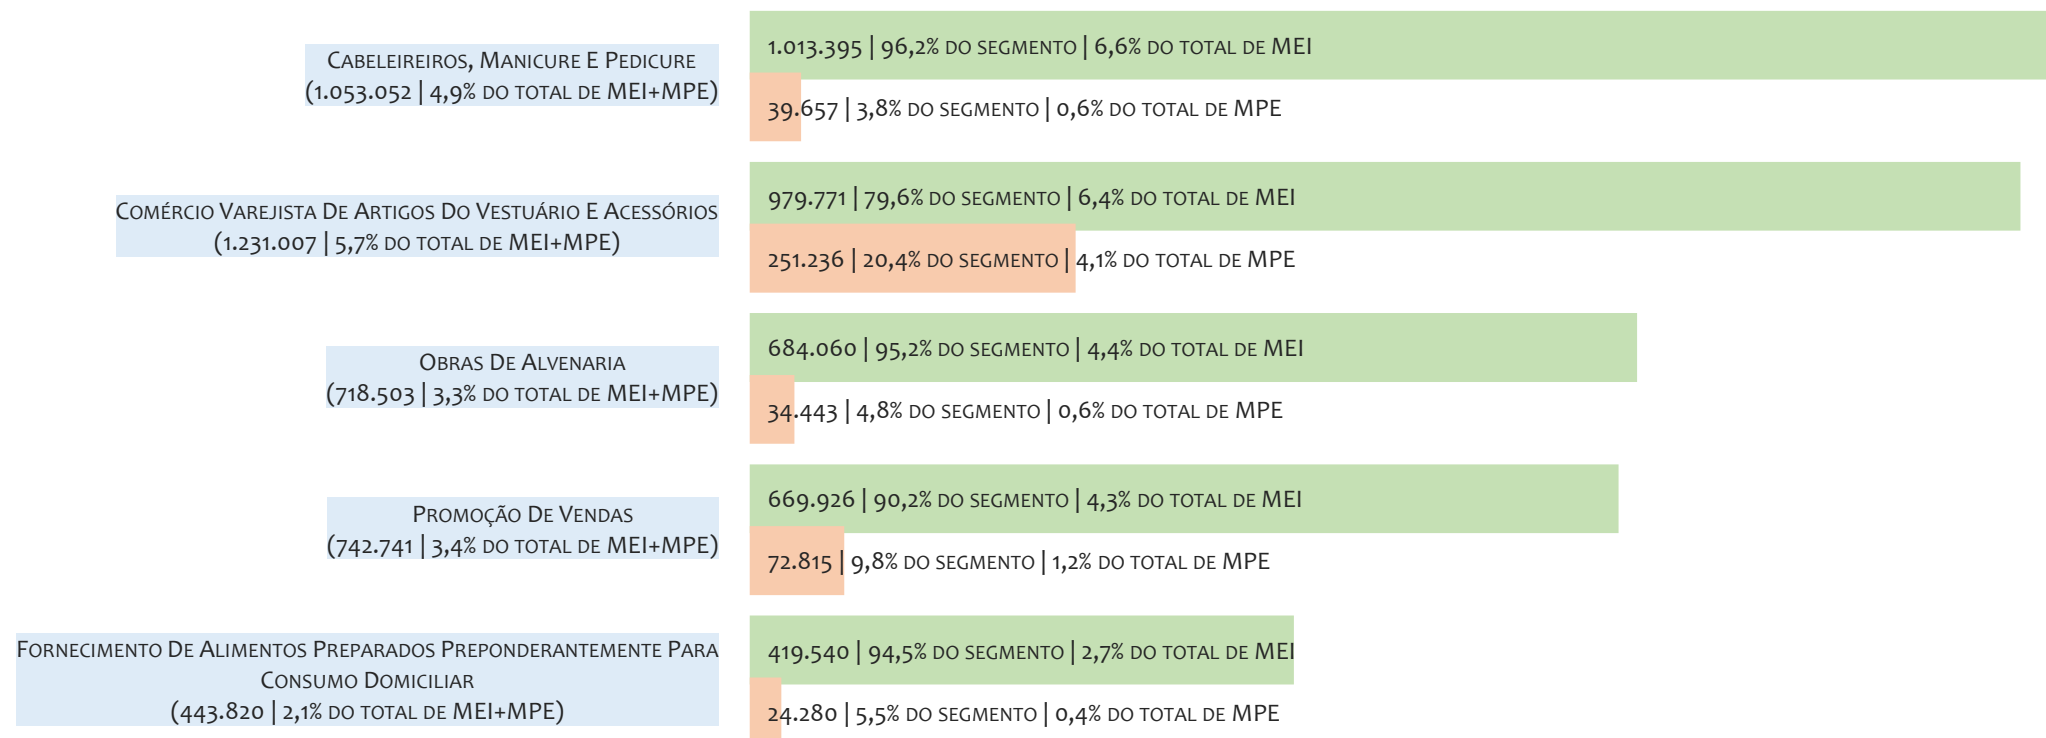 Cabeleireiros, Manicure E Pedicure
(1.053.052 | 4,9% do total de MEI+MPE)
1.013.395 | 96,2% do segmento | 6,6% do total de MEI
39.657 | 3,8% do segmento | 0,6% do total de MPE
Comércio Varejista De Artigos Do Vestuário E Acessórios
(1.231.007 | 5,7% do total de MEI+MPE)
979.771 | 79,6% do segmento | 6,4% do total de MEI
251.236 | 20,4% do segmento | 4,1% do total de MPE
Obras De Alvenaria
(718.503 | 3,3% do total de MEI+MPE)
684.060 | 95,2% do segmento | 4,4% do total de MEI
34.443 | 4,8% do segmento | 0,6% do total de MPE
Promoção De Vendas
(742.741 | 3,4% do total de MEI+MPE)
669.926 | 90,2% do segmento | 4,3% do total de MEI
72.815 | 9,8% do segmento | 1,2% do total de MPE
Fornecimento De Alimentos Preparados Preponderantemente Para
Consumo Domiciliar
(443.820 | 2,1% do total de MEI+MPE)
419.540 | 94,5% do segmento | 2,7% do total de MEI
24.280 | 5,5% do segmento | 0,4% do total de MPE